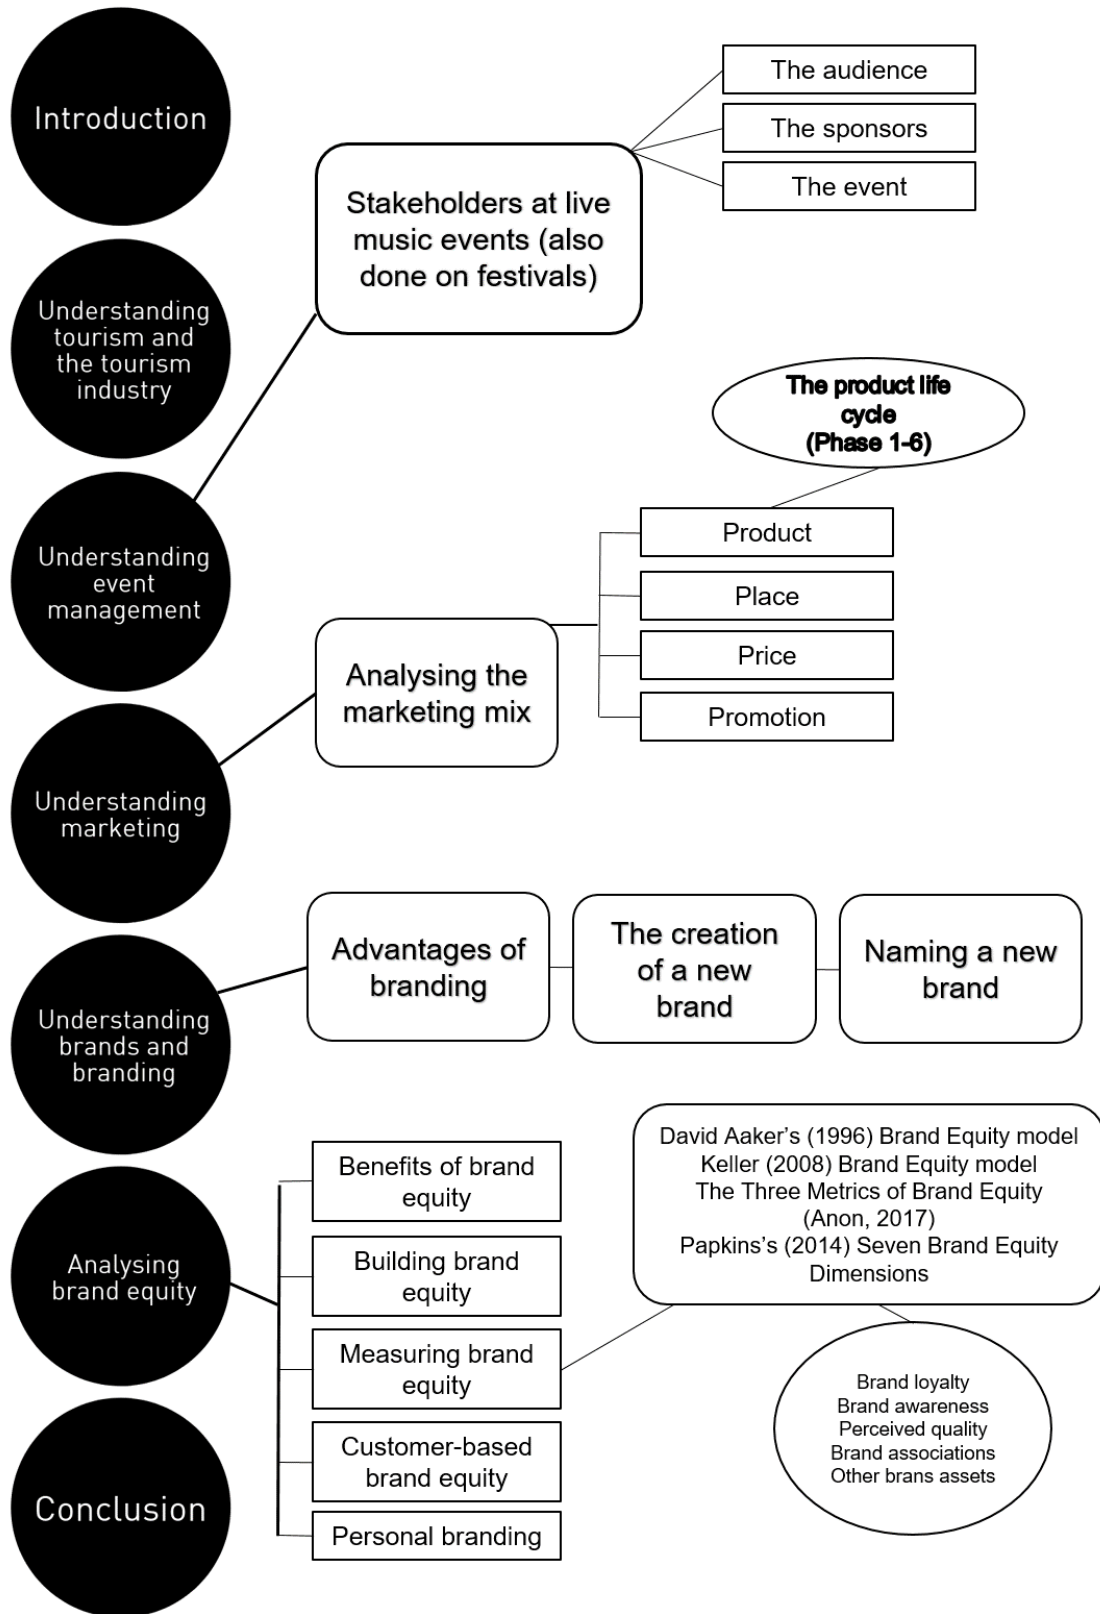 Introduction
The audience
The sponsors
The event
Stakeholders at live
music events (also
done on festivals)
Understanding
tourism and
the tourism
industry
The product life
cycle
(Phase 1-6)
Understanding
event
management
Product
Place
Price
Promotion
Analysing the
marketing mix
Understanding
marketing
Advantages of
branding
The creation
of a new
brand
Naming a new
brand
Understanding
brands and
branding
Analysing
brand equity
Benefits of brand
equity
Building brand
equity
Measuring brand
equity
Customer-based
brand equity
Personal branding
David Aaker's (1996) Brand Equity model
Keller (2008) Brand Equity model
The Three Metrics of Brand Equity
(Anon, 2017)
Papkins's (2014) Seven Brand Equity
Dimensions
Brand loyalty
Brand awareness
Perceived quality
Brand associations
Other brans assets
Conclusion